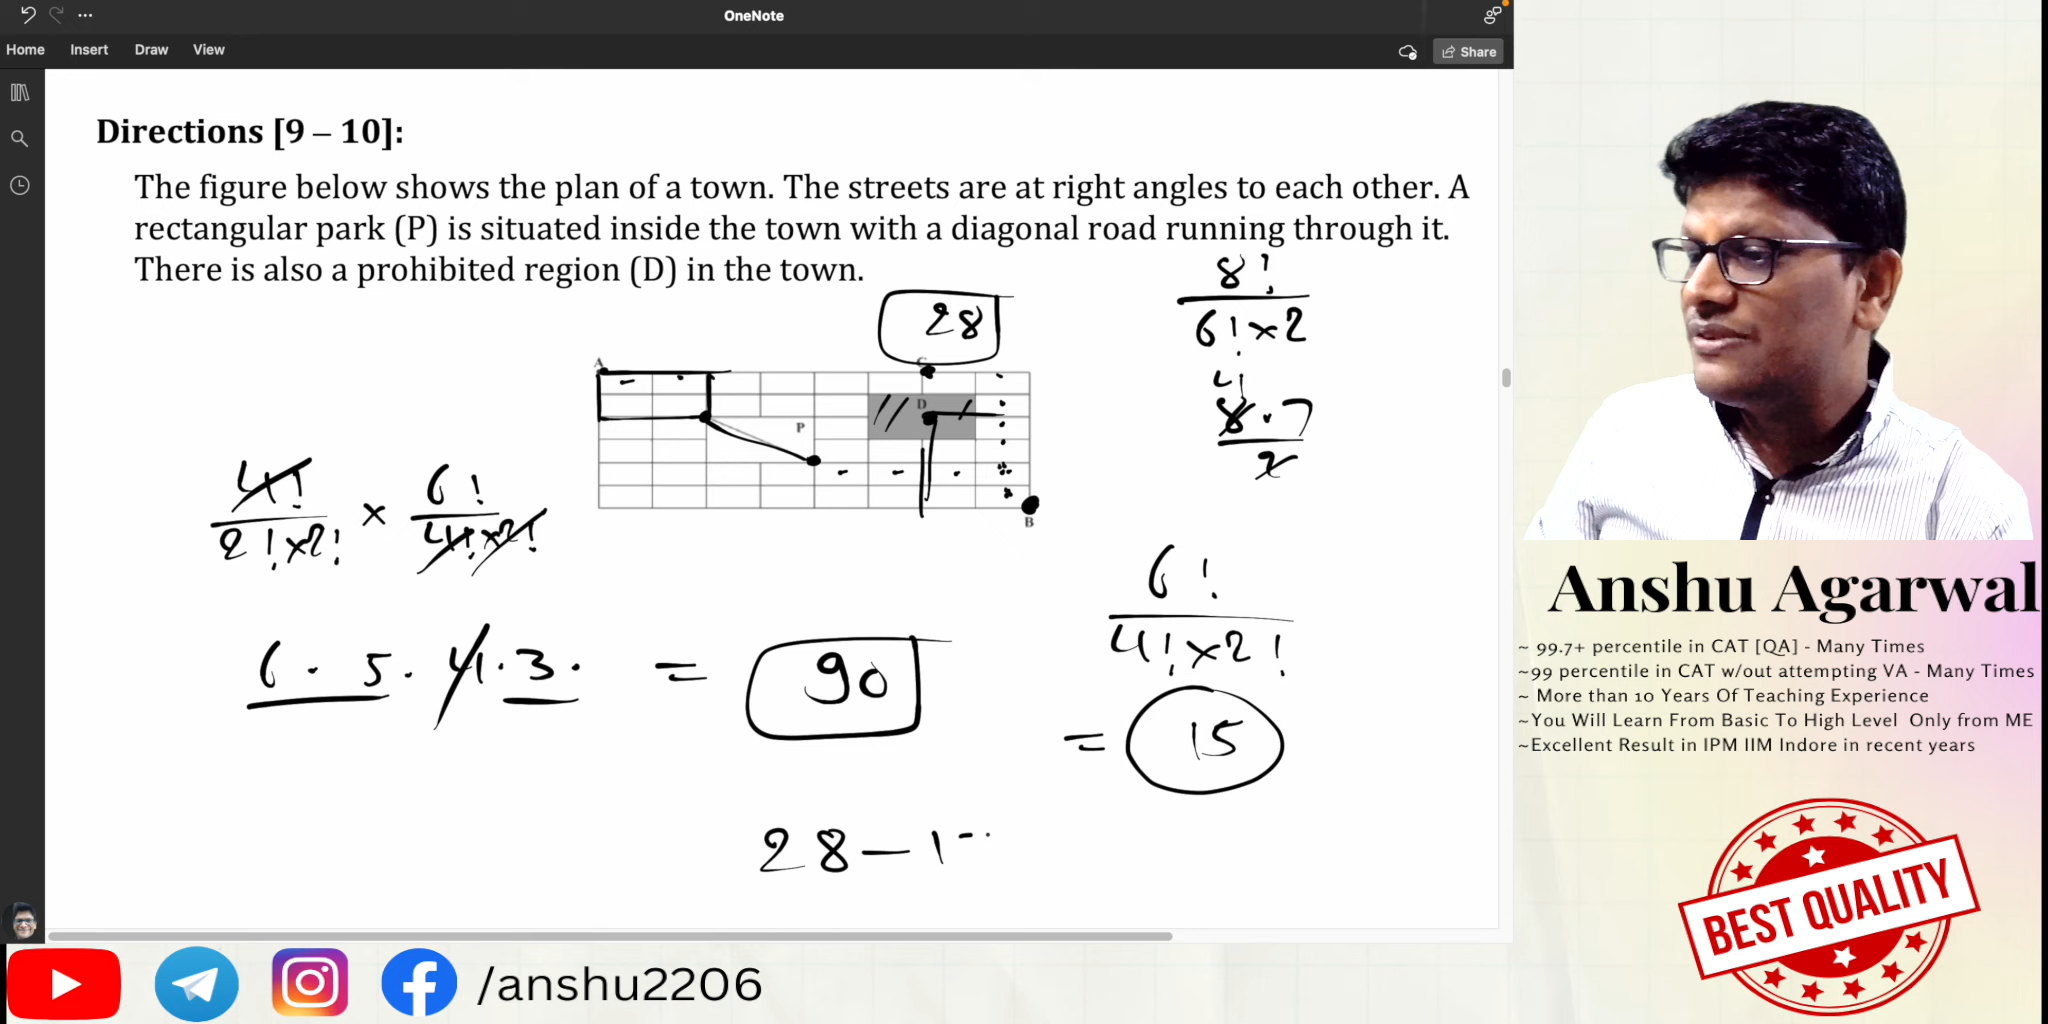 OneNote
Home Insert Draw View
Share
Directions [9 – 10]:
The figure below shows the plan of a town. The streets are at right angles to each other. A
rectangular park (P) is situated inside the town with a diagonal road running through it.
There is also a prohibited region (D) in the town.
28
8!
6! × 2
4
8 · 7
2
A
C
D
P
B
4! / 2! × 2! × 6! / 4! × 2!
6 · 5 · 4 · 3 · = 90
6!
4! × 2!
= 15
28 – 1
Anshu Agarwal
~ 99.7+ percentile in CAT [QA] - Many Times
~99 percentile in CAT w/out attempting VA - Many Times
~ More than 10 Years Of Teaching Experience
~You Will Learn From Basic To High Level Only from ME
~Excellent Result in IPM IIM Indore in recent years
BEST QUALITY
/anshu2206